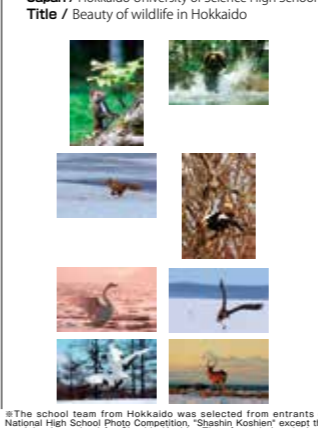 Japan / Hokkaido University of Science High School
Title / Beauty of wildlife in Hokkaido
※The school team from Hokkaido was selected from entrants
National High School Photo Competition, "Shashin Koshien" except th